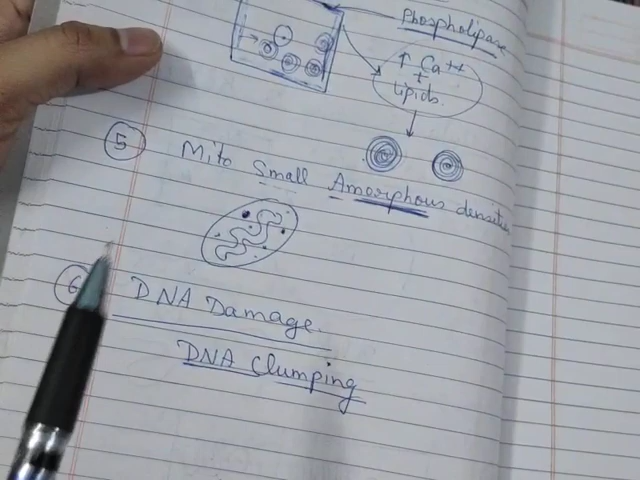 Phospholipase
↑ Ca++
+
lipids.
5 Mito Small Amorphous densities
6 DNA Damage.
DNA Clumping